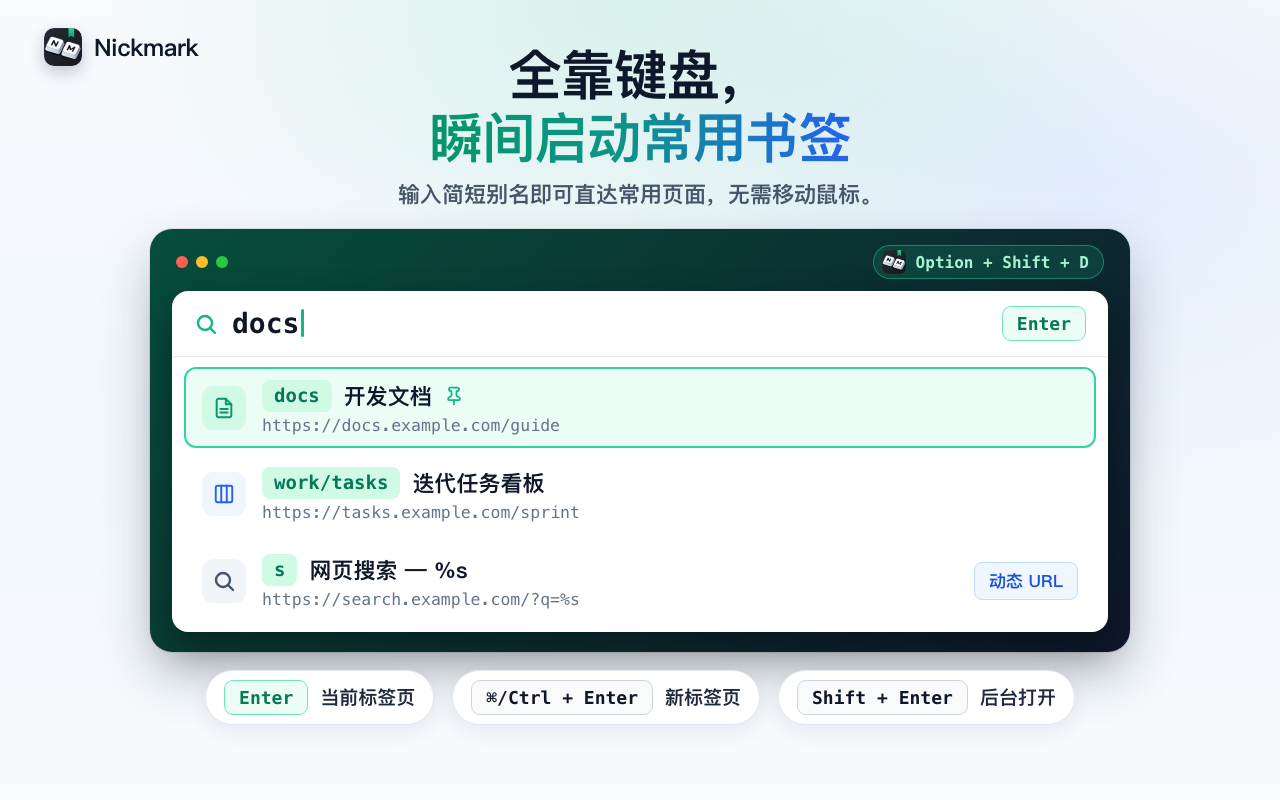 Nickmark
全靠键盘，
瞬间启动常用书签
输入简短别名即可直达常用页面，无需移动鼠标。
N M Option + Shift + D
docs Enter
docs 开发文档
https://docs.example.com/guide
work/tasks 迭代任务看板
https://tasks.example.com/sprint
s 网页搜索 — %s
https://search.example.com/?q=%s
动态 URL
Enter 当前标签页
⌘/Ctrl + Enter 新标签页
Shift + Enter 后台打开